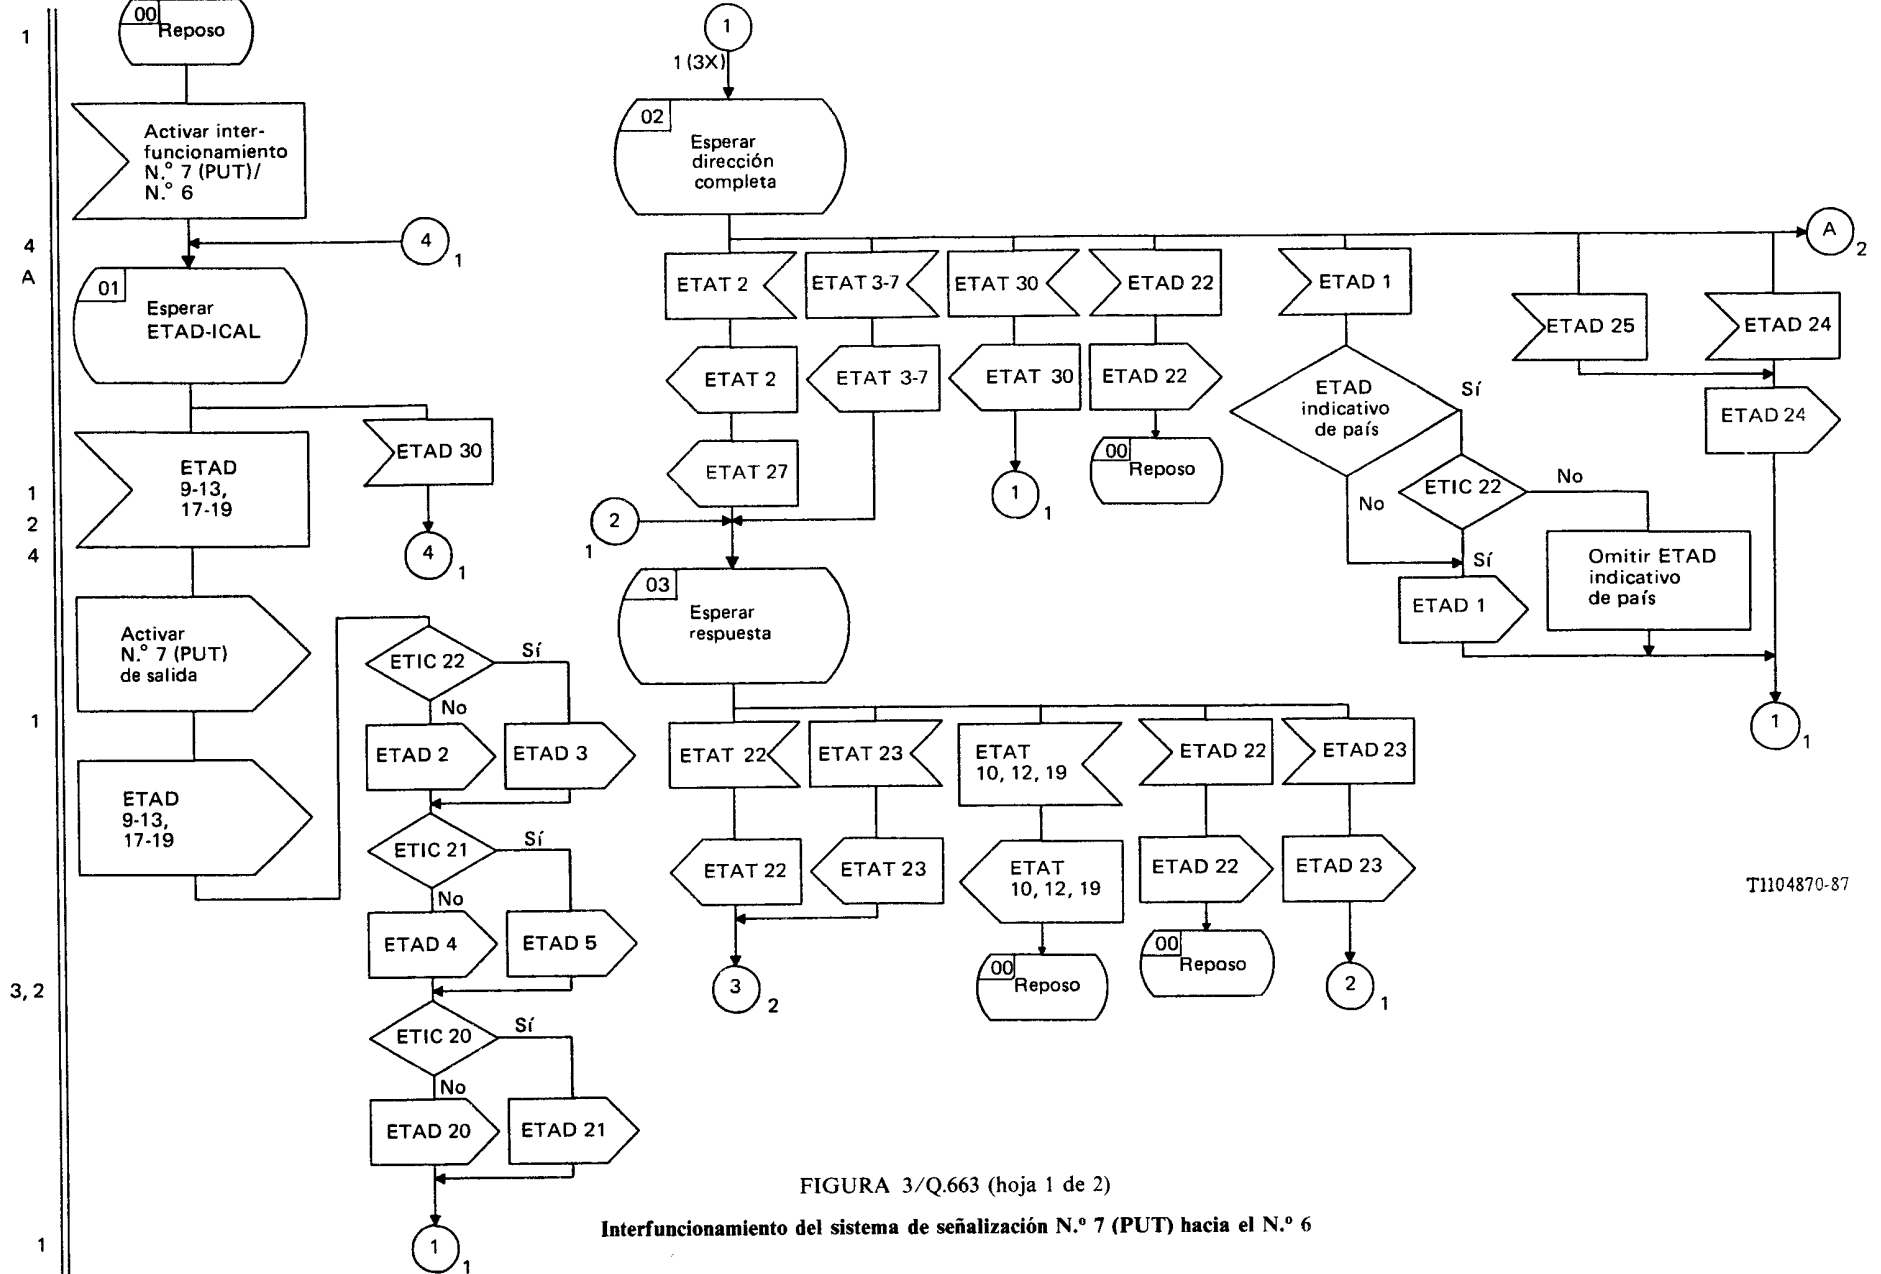 1
4
A
1
2
4
1
3, 2
1
00
Reposo
Activar inter-
funcionamiento
N.° 7 (PUT)/
N.° 6
4
1
01
Esperar
ETAD-ICAL
ETAD
9-13,
17-19
ETAD 30
4
1
Activar
N.° 7 (PUT)
de salida
ETAD
9-13,
17-19
ETIC 22
Sí
No
ETAD 2
ETAD 3
ETIC 21
Sí
No
ETAD 4
ETAD 5
ETIC 20
Sí
No
ETAD 20
ETAD 21
1
1
1
1 (3X)
02
Esperar
dirección
completa
A
2
ETAT 2
ETAT 3-7
ETAT 30
ETAD 22
ETAD 1
ETAD 25
ETAD 24
ETAT 2
ETAT 3-7
ETAT 30
ETAD 22
ETAD
indicativo
de país
Sí
No
ETAD 24
ETAT 27
1
1
00
Reposo
ETIC 22
No
Sí
Omitir ETAD
indicativo
de país
ETAD 1
1
1
2
1
03
Esperar
respuesta
ETAT 22
ETAT 23
ETAT
10, 12, 19
ETAD 22
ETAD 23
ETAT 22
ETAT 23
ETAT
10, 12, 19
ETAD 22
ETAD 23
3
2
00
Reposo
00
Reposo
2
1
T1104870-87
FIGURA 3/Q.663 (hoja 1 de 2)
Interfuncionamiento del sistema de señalización N.º 7 (PUT) hacia el N.º 6